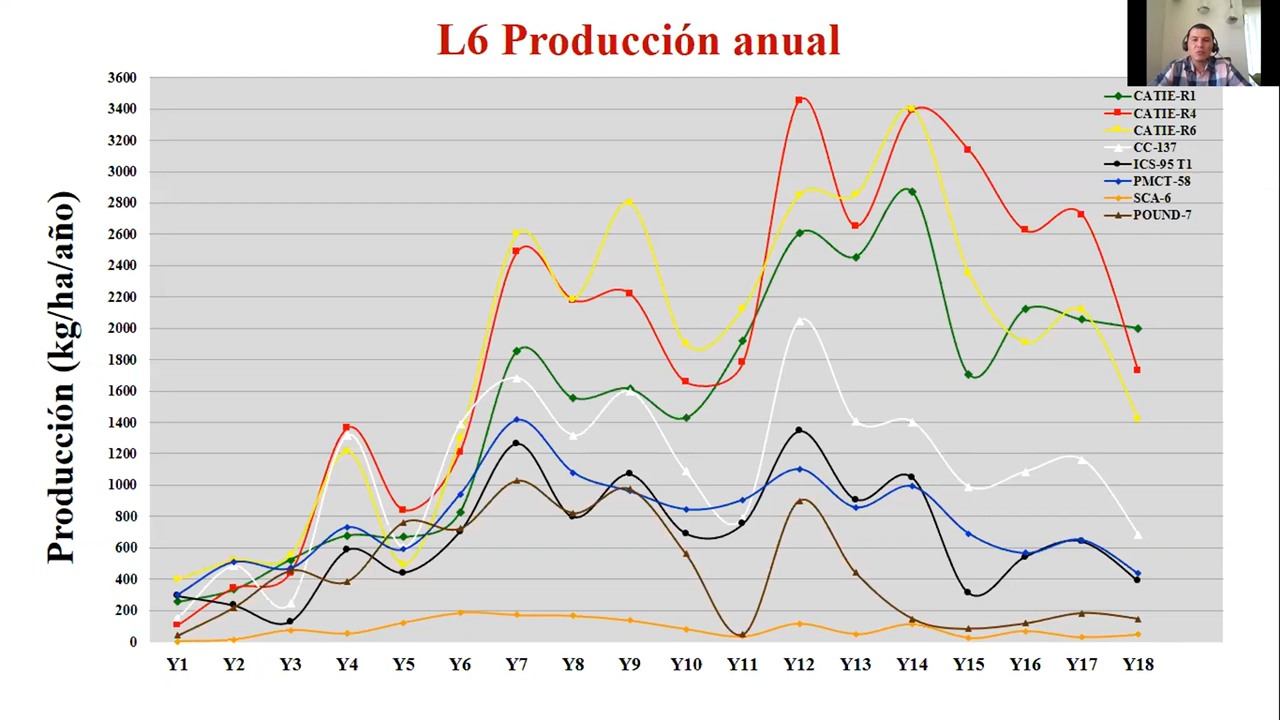 L6 Producción anual
Producción (kg/ha/año)
3600
3400
3200
3000
2800
2600
2400
2200
2000
1800
1600
1400
1200
1000
800
600
400
200
0
Y1 Y2 Y3 Y4 Y5 Y6 Y7 Y8 Y9 Y10 Y11 Y12 Y13 Y14 Y15 Y16 Y17 Y18
CATIE-R1
CATIE-R4
CATIE-R6
CC-137
ICS-95 T1
PMCT-58
SCA-6
POUND-7